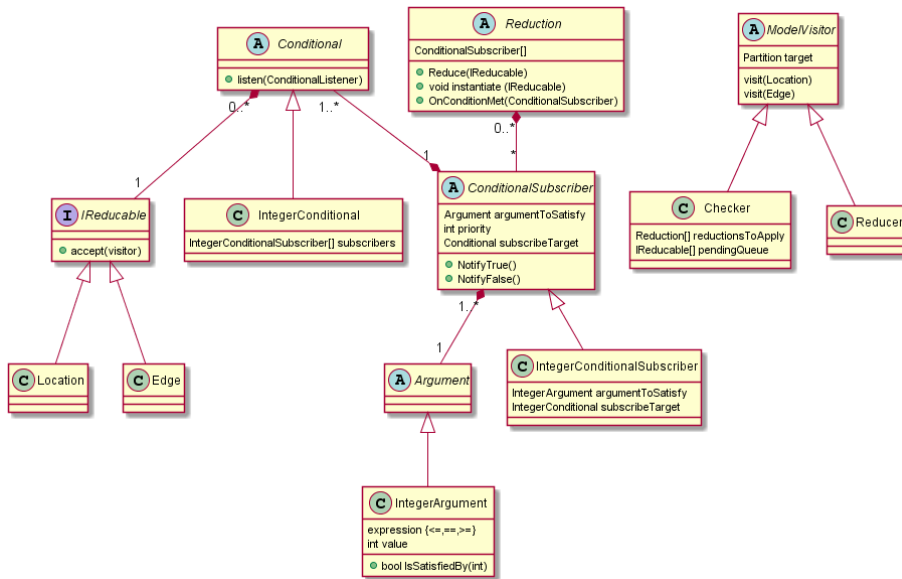 A Conditional
listen(ConditionalListener)
A Reduction
ConditionalSubscriber[]
Reduce(IReducable)
void instantiate (IReducable)
OnConditionMet(ConditionalSubscriber)
A ModelVisitor
Partition target
visit(Location)
visit(Edge)
0..*
1..*
0..*
1
1
*
I IReducable
accept(visitor)
C IntegerConditional
IntegerConditionalSubscriber[] subscribers
A ConditionalSubscriber
Argument argumentToSatisfy
int priority
Conditional subscribeTarget
NotifyTrue()
NotifyFalse()
C Checker
Reduction[] reductionsToApply
IReducable[] pendingQueue
C Reducer
1..*
1
C Location
C Edge
A Argument
C IntegerConditionalSubscriber
IntegerArgument argumentToSatisfy
IntegerConditional subscribeTarget
C IntegerArgument
expression {<=,==,>=}
int value
bool IsSatisfiedBy(int)